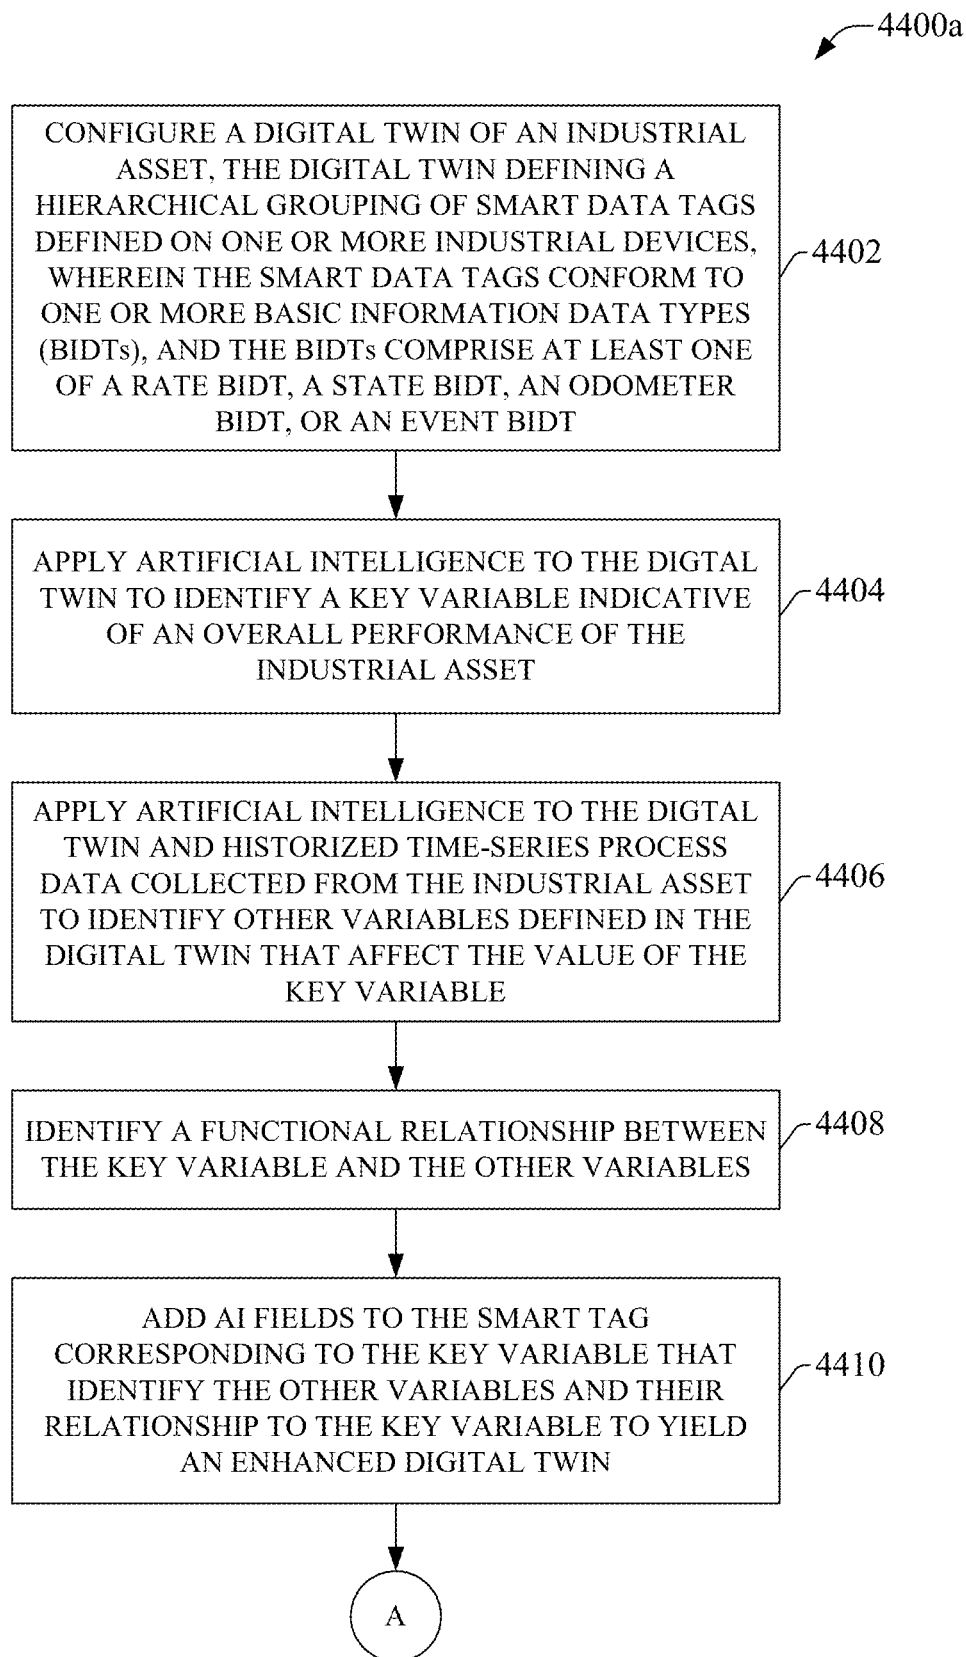 4400a
CONFIGURE A DIGITAL TWIN OF AN INDUSTRIAL
ASSET, THE DIGITAL TWIN DEFINING A
HIERARCHICAL GROUPING OF SMART DATA TAGS
DEFINED ON ONE OR MORE INDUSTRIAL DEVICES,
WHEREIN THE SMART DATA TAGS CONFORM TO
ONE OR MORE BASIC INFORMATION DATA TYPES
(BIDTs), AND THE BIDTs COMPRISE AT LEAST ONE
OF A RATE BIDT, A STATE BIDT, AN ODOMETER
BIDT, OR AN EVENT BIDT
4402
APPLY ARTIFICIAL INTELLIGENCE TO THE DIGTAL
TWIN TO IDENTIFY A KEY VARIABLE INDICATIVE
OF AN OVERALL PERFORMANCE OF THE
INDUSTRIAL ASSET
4404
APPLY ARTIFICIAL INTELLIGENCE TO THE DIGTAL
TWIN AND HISTORIZED TIME-SERIES PROCESS
DATA COLLECTED FROM THE INDUSTRIAL ASSET
TO IDENTIFY OTHER VARIABLES DEFINED IN THE
DIGITAL TWIN THAT AFFECT THE VALUE OF THE
KEY VARIABLE
4406
IDENTIFY A FUNCTIONAL RELATIONSHIP BETWEEN
THE KEY VARIABLE AND THE OTHER VARIABLES
4408
ADD AI FIELDS TO THE SMART TAG
CORRESPONDING TO THE KEY VARIABLE THAT
IDENTIFY THE OTHER VARIABLES AND THEIR
RELATIONSHIP TO THE KEY VARIABLE TO YIELD
AN ENHANCED DIGITAL TWIN
4410
A